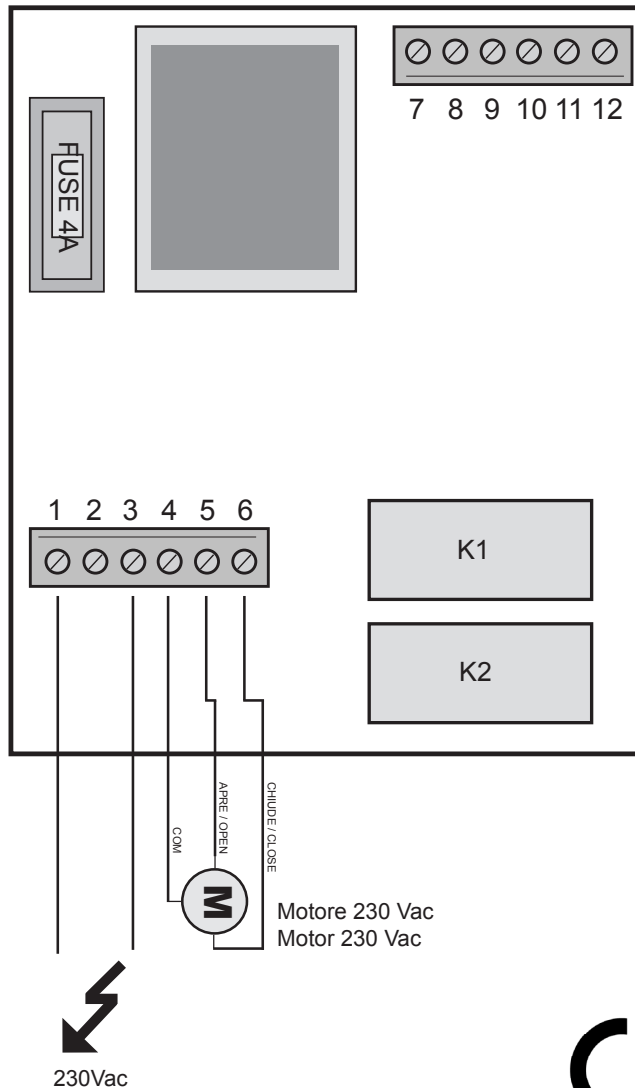 FUSE 4A
7 8 9 10 11 12
1 2 3 4 5 6
K1
K2
COM
APRE / OPEN
CHIUDE / CLOSE
M
Motore 230 Vac
Motor 230 Vac
230Vac